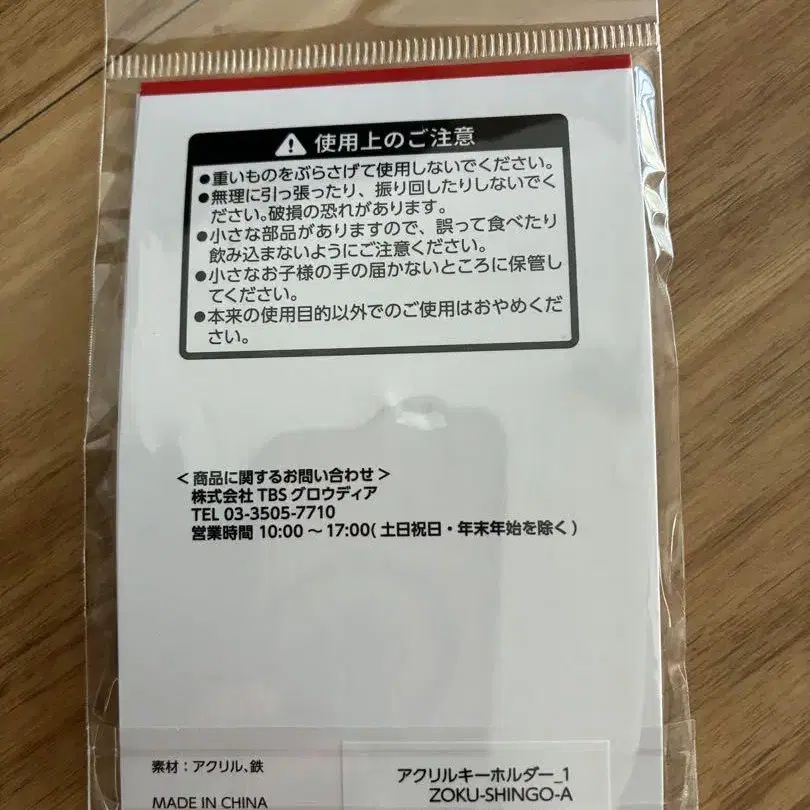 使用上のご注意
●重いものをぶらさげて使用しないでください。
●無理に引っ張ったり、振り回したりしないでく
ださい。破損の恐れがあります。
●小さな部品がありますので、誤って食べたり
飲み込まないようにご注意ください。
●小さなお子様の手の届かないところに保管し
てください。
●本来の使用目的以外でのご使用はおやめくだ
さい。
<商品に関するお問い合わせ>
株式会社 TBS グロウディア
TEL 03-3505-7710
営業時間 10:00 〜 17:00( 土日祝日・年末年始を除く )
素材:アクリル、鉄
MADE IN CHINA
アクリルキーホルダー_1
ZOKU-SHINGO-A